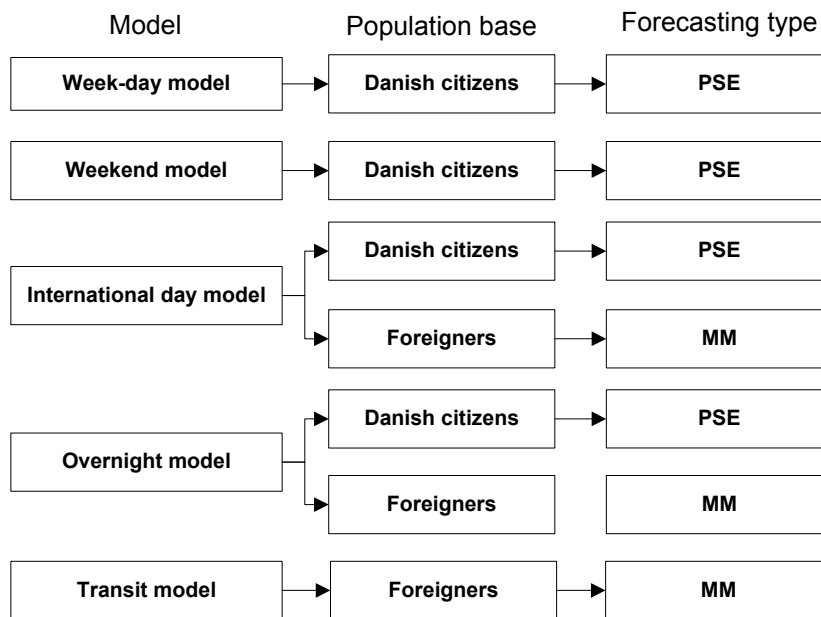 Model Population base Forecasting type
Week-day model Danish citizens PSE
Weekend model Danish citizens PSE
Danish citizens PSE
International day model
Foreigners MM
Danish citizens PSE
Overnight model
Foreigners MM
Transit model Foreigners MM